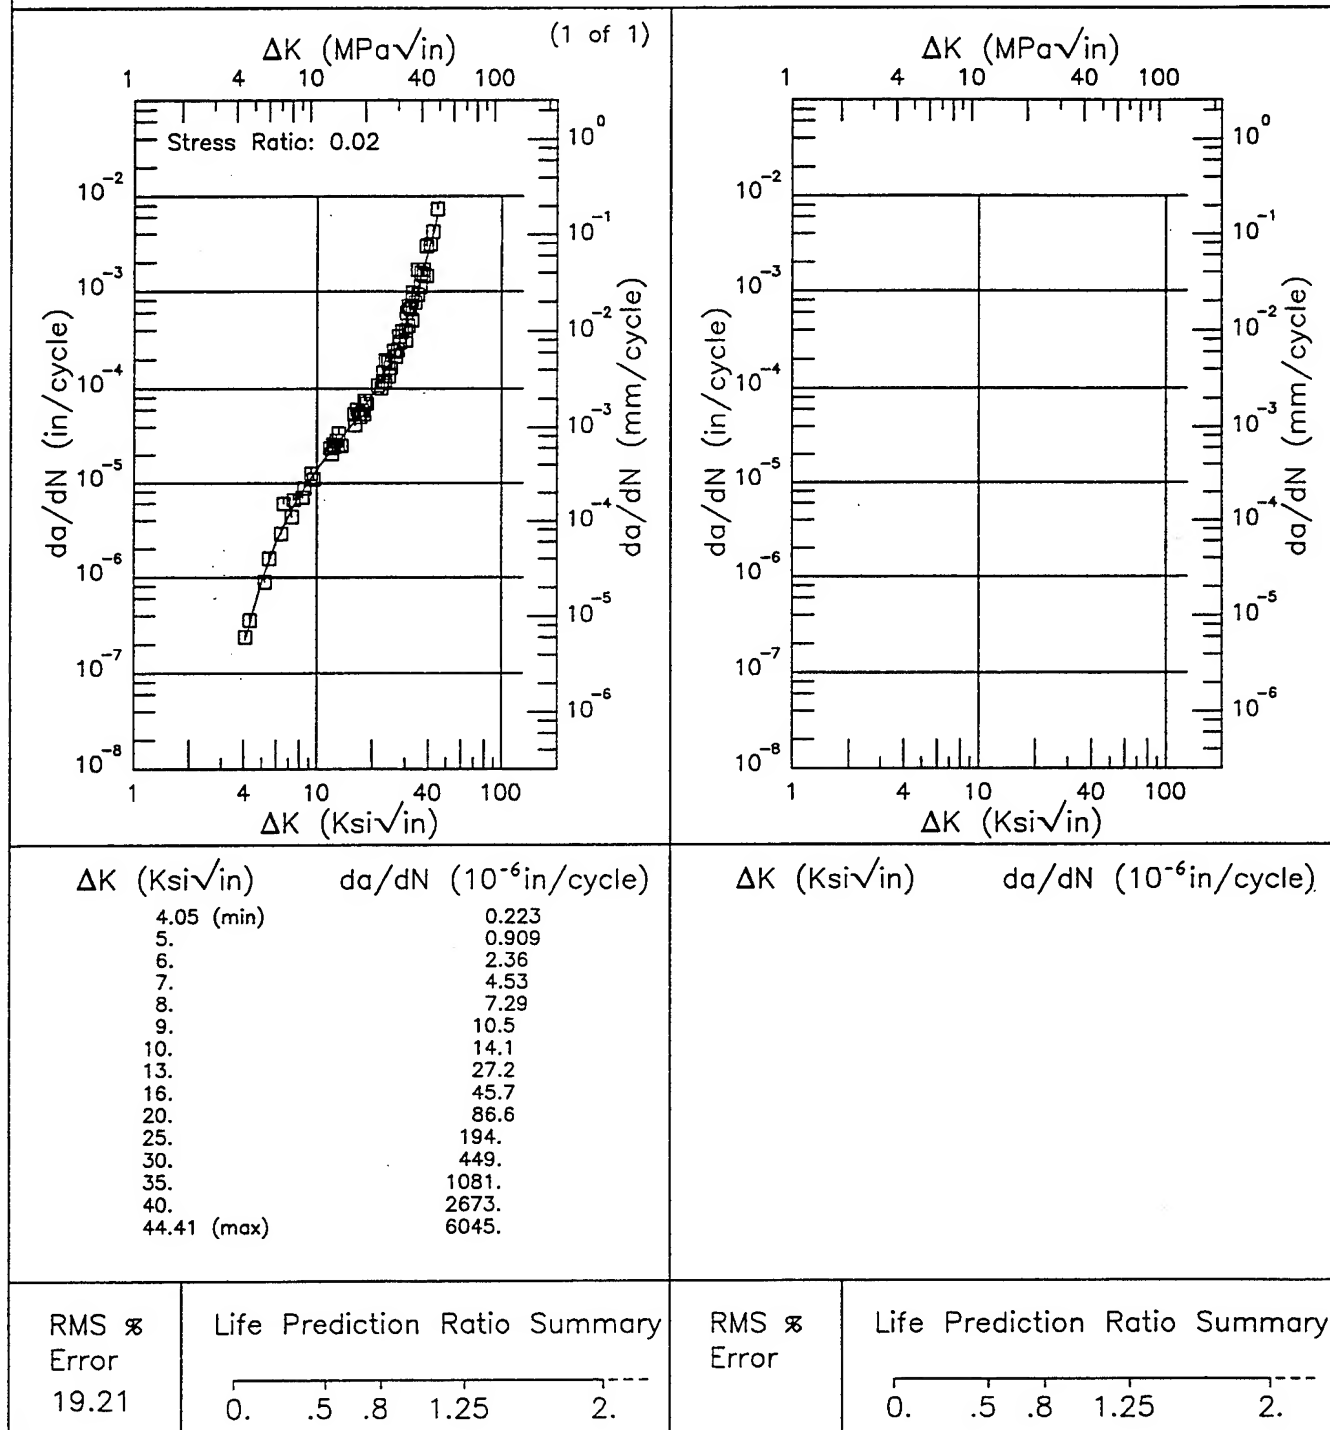 (1 of 1)
ΔK (MPa√in)
1 4 10 40 100
Stress Ratio: 0.02
10⁰
10⁻²
10⁻¹
10⁻³
10⁻²
10⁻⁴
10⁻³
10⁻⁵
10⁻⁴
10⁻⁶
10⁻⁵
10⁻⁷
10⁻⁶
10⁻⁸
da/dN (in/cycle)
da/dN (mm/cycle)
1 4 10 40 100
ΔK (Ksi√in)
ΔK (MPa√in)
1 4 10 40 100
10⁰
10⁻²
10⁻¹
10⁻³
10⁻²
10⁻⁴
10⁻³
10⁻⁵
10⁻⁴
10⁻⁶
10⁻⁵
10⁻⁷
10⁻⁶
10⁻⁸
da/dN (in/cycle)
da/dN (mm/cycle)
1 4 10 40 100
ΔK (Ksi√in)
ΔK (Ksi√in) da/dN (10⁻⁶in/cycle)
4.05 (min) 0.223
5. 0.909
6. 2.36
7. 4.53
8. 7.29
9. 10.5
10. 14.1
13. 27.2
16. 45.7
20. 86.6
25. 194.
30. 449.
35. 1081.
40. 2673.
44.41 (max) 6045.
ΔK (Ksi√in) da/dN (10⁻⁶in/cycle)
RMS %
Error
19.21
Life Prediction Ratio Summary
0. .5 .8 1.25 2.
RMS %
Error
Life Prediction Ratio Summary
0. .5 .8 1.25 2.